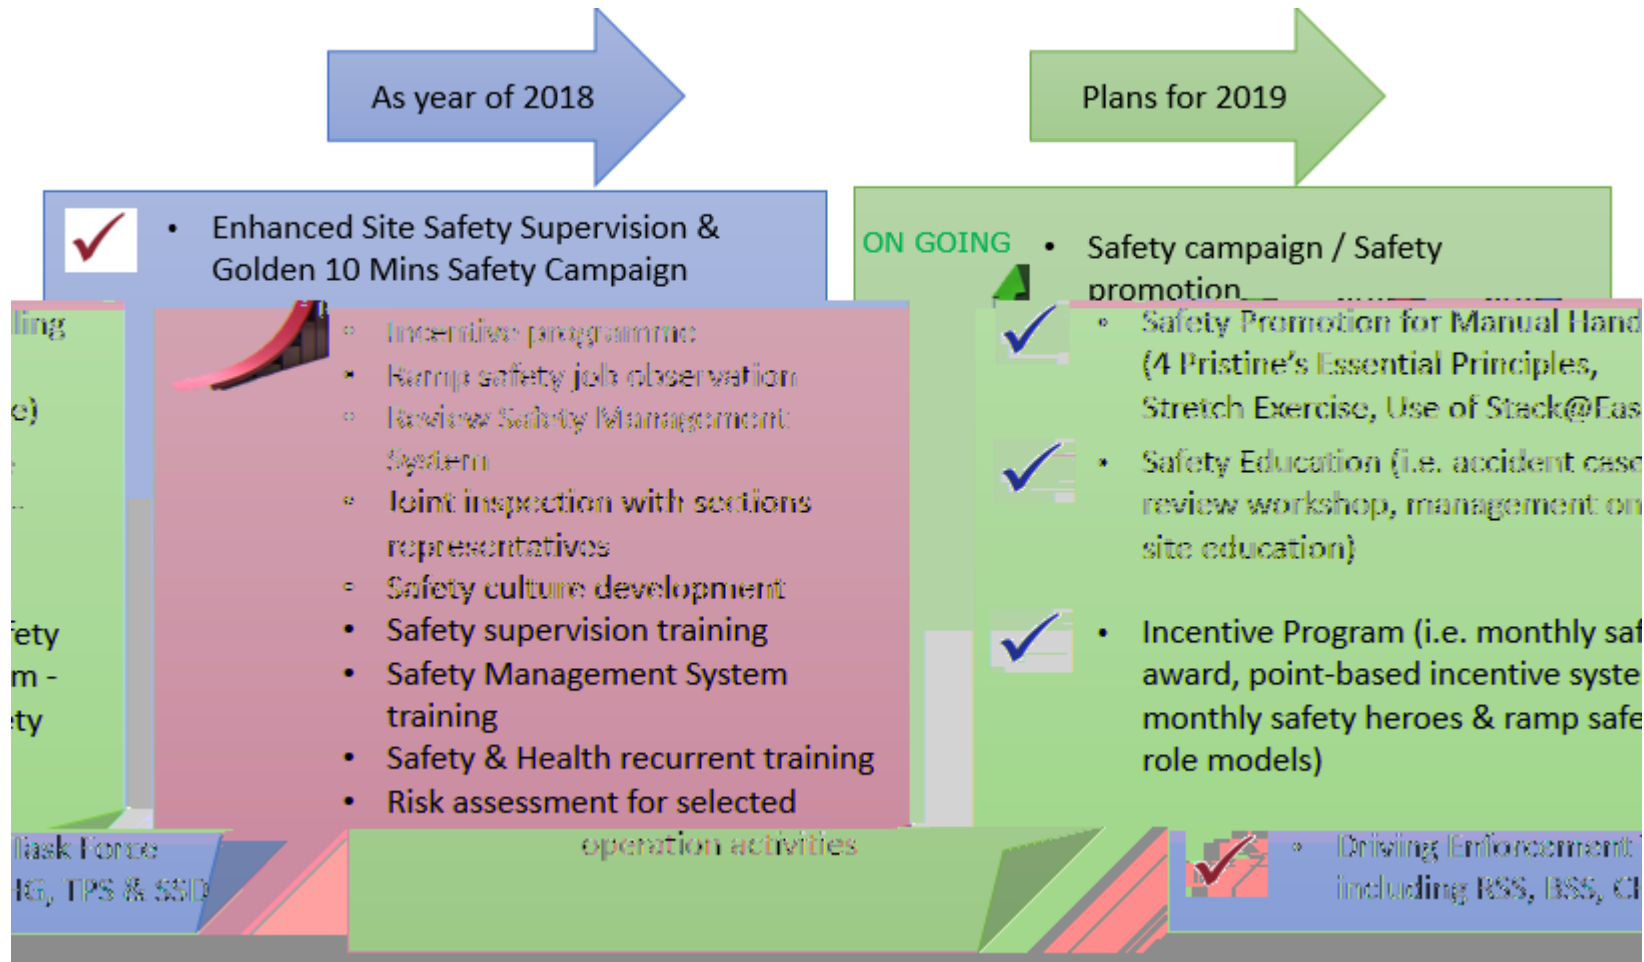 As year of 2018
Plans for 2019
Enhanced Site Safety Supervision &
Golden 10 Mins Safety Campaign
ON GOING
• Safety campaign / Safety
promotion
ling
e)
fety
m -
ety
Task Force
HG, TPS & SSD
Incentive programme
Ramp safety job observation
Review Safety Management
System
Joint inspection with sections
representatives
Safety culture development
• Safety supervision training
• Safety Management System
training
• Safety & Health recurrent training
• Risk assessment for selected
operation activities
Safety Promotion for Manual Hand
(4 Pristine’s Essential Principles,
Stretch Exercise, Use of Stack@Eas
• Safety Education (i.e. accident case
review workshop, management on
site education)
• Incentive Program (i.e. monthly saf
award, point-based incentive syste
monthly safety heroes & ramp safe
role models)
Driving Enforcement
including RSS, BSS,